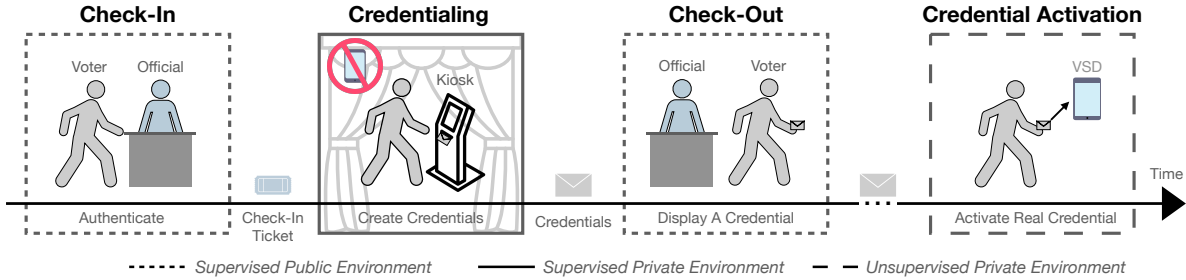 Check-In
Credentialing
Check-Out
Credential Activation
Voter
Official
Kiosk
Official
Voter
VSD
Time
Authenticate
Check-In
Ticket
Create Credentials
Credentials
Display A Credential
Activate Real Credential
Supervised Public Environment
Supervised Private Environment
Unsupervised Private Environment